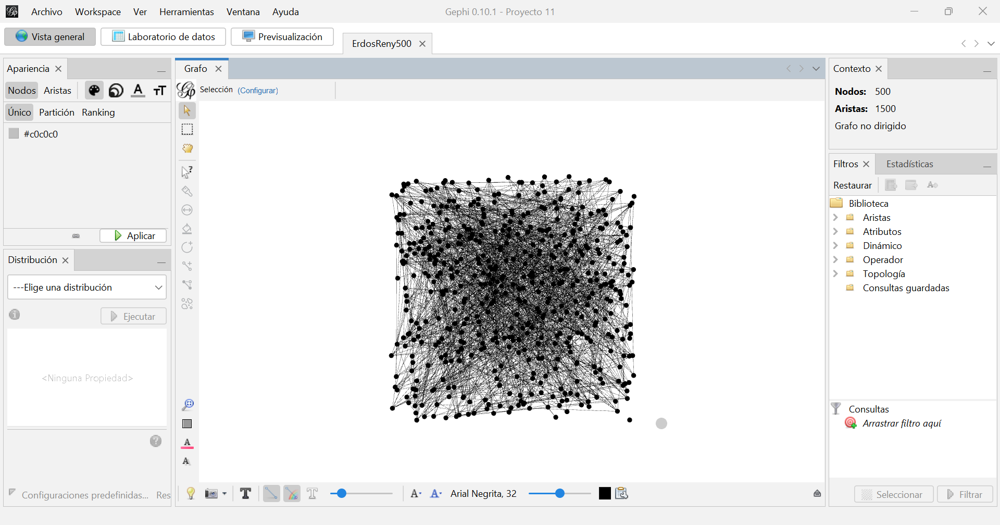 Archivo Workspace Ver Herramientas Ventana Ayuda
Gephi 0.10.1 - Proyecto 11
Vista general
Laboratorio de datos
Previsualización
ErdosReny500
Apariencia
Nodos Aristas
Único Partición Ranking
#c0c0c0
Aplicar
Distribución
---Elige una distribución
Ejecutar
<Ninguna Propiedad>
Configuraciones predefinidas... Res
Grafo
Selección (Configurar)
Arial Negrita, 32
Contexto
Nodos: 500
Aristas: 1500
Grafo no dirigido
Filtros Estadísticas
Restaurar
Biblioteca
Aristas
Atributos
Dinámico
Operador
Topología
Consultas guardadas
Consultas
Arrastrar filtro aquí
Seleccionar Filtrar